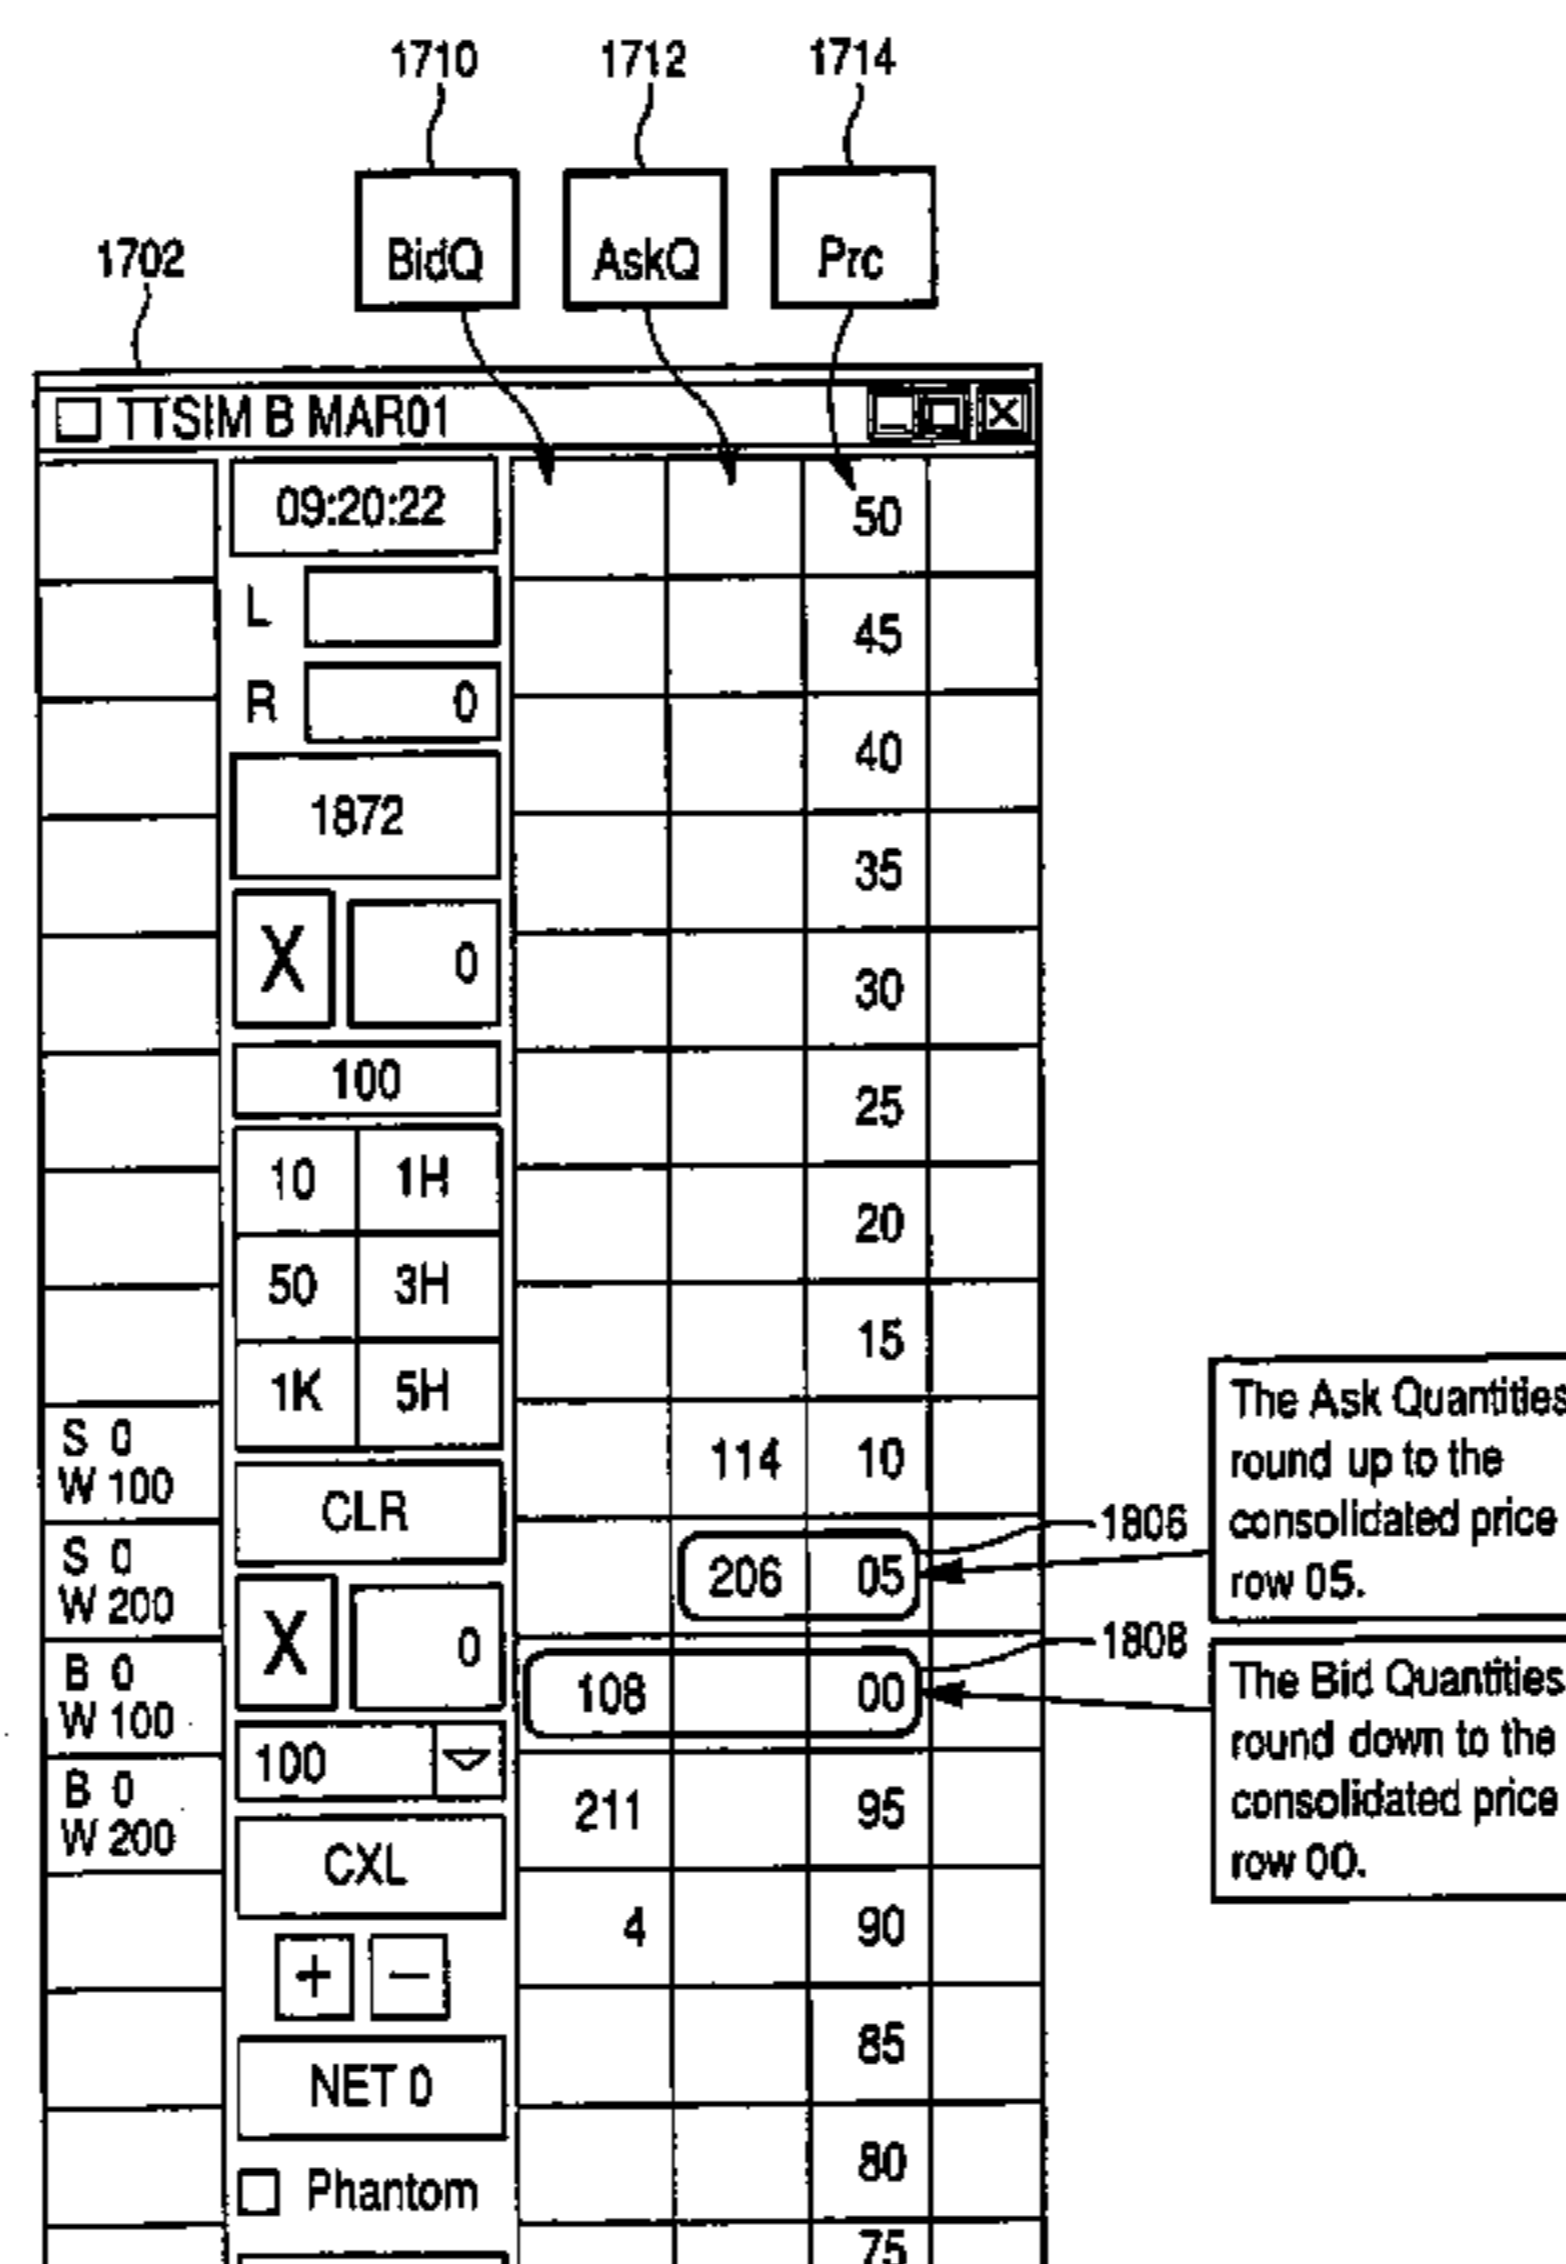 1710
1712
1714
BidQ
AskQ
Prc
1702
TTSIM B MAR01
09:20:22
50
L
45
R 0
40
1872
35
X 0
30
100
25
10 1H
20
50 3H
15
1K 5H
S 0
W 100
114 10
CLR
The Ask Quantities
round up to the
consolidated price
row 05.
1806
S 0
W 200
206 05
X 0
1808
B 0
W 100
108 00
The Bid Quantities
round down to the
consolidated price
row 00.
100
B 0
W 200
211 95
CXL
4 90
+ −
85
NET 0
80
Phantom
75